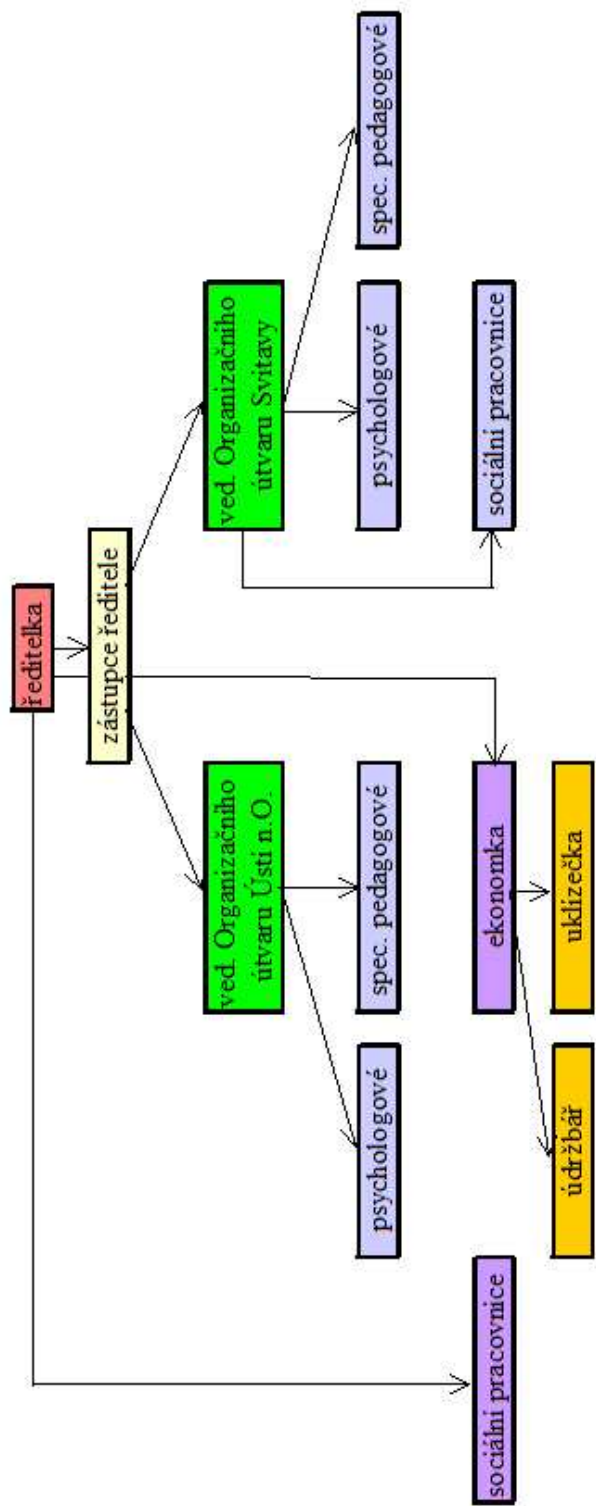 ředitelka
zástupce ředitele
ved. Organizačního
útvaru Ústí n.O.
ved. Organizačního
útvaru Svitavy
psychologové
spec. pedagogové
psychologové
spec. pedagogové
sociální pracovnice
ekonomka
sociální pracovnice
údržbář
uklízečka